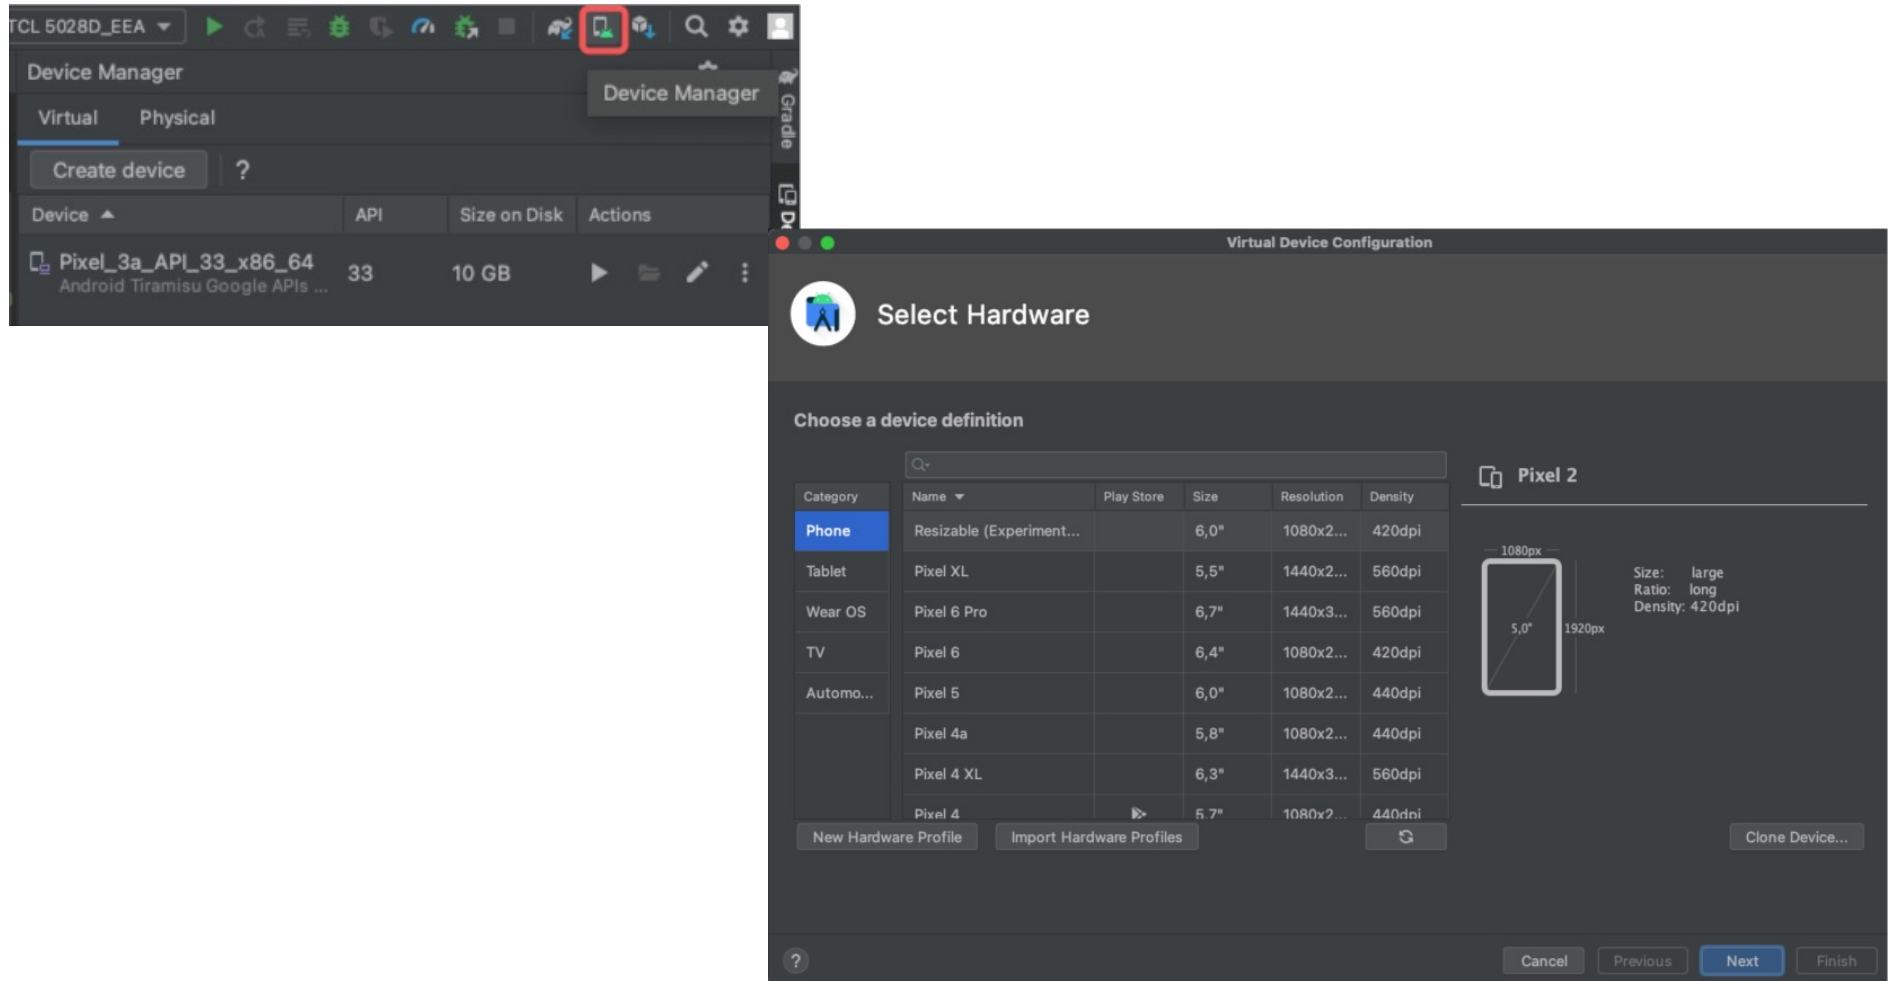 TCL 5028D_EEA
Device Manager
Device Manager
Gradle
Virtual Physical
Create device ?
Device API Size on Disk Actions
Pixel_3a_API_33_x86_64 33 10 GB
Android Tiramisu Google APIs ...
Virtual Device Configuration
Select Hardware
Choose a device definition
Category Name Play Store Size Resolution Density
Phone Resizable (Experiment... 6,0" 1080x2... 420dpi
Tablet Pixel XL 5,5" 1440x2... 560dpi
Wear OS Pixel 6 Pro 6,7" 1440x3... 560dpi
TV Pixel 6 6,4" 1080x2... 420dpi
Automo... Pixel 5 6,0" 1080x2... 440dpi
Pixel 4a 5,8" 1080x2... 440dpi
Pixel 4 XL 6,3" 1440x3... 560dpi
Pixel 4 5,7" 1080x2... 440dpi
Pixel 2
1080px
5,0"
1920px
Size: large
Ratio: long
Density: 420dpi
New Hardware Profile Import Hardware Profiles Clone Device...
? Cancel Previous Next Finish